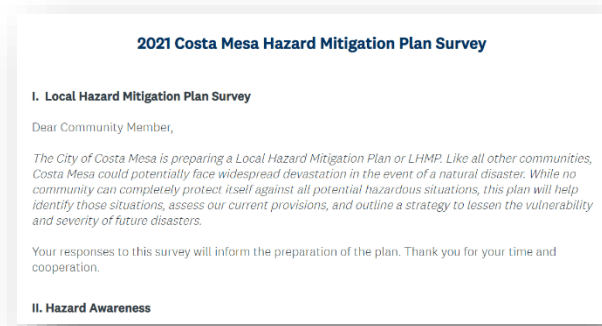 2021 Costa Mesa Hazard Mitigation Plan Survey
I. Local Hazard Mitigation Plan Survey
Dear Community Member,
The City of Costa Mesa is preparing a Local Hazard Mitigation Plan or LHMP. Like all other communities,
Costa Mesa could potentially face widespread devastation in the event of a natural disaster. While no
community can completely protect itself against all potential hazardous situations, this plan will help
identify those situations, assess our current provisions, and outline a strategy to lessen the vulnerability
and severity of future disasters.
Your responses to this survey will inform the preparation of the plan. Thank you for your time and
cooperation.
II. Hazard Awareness